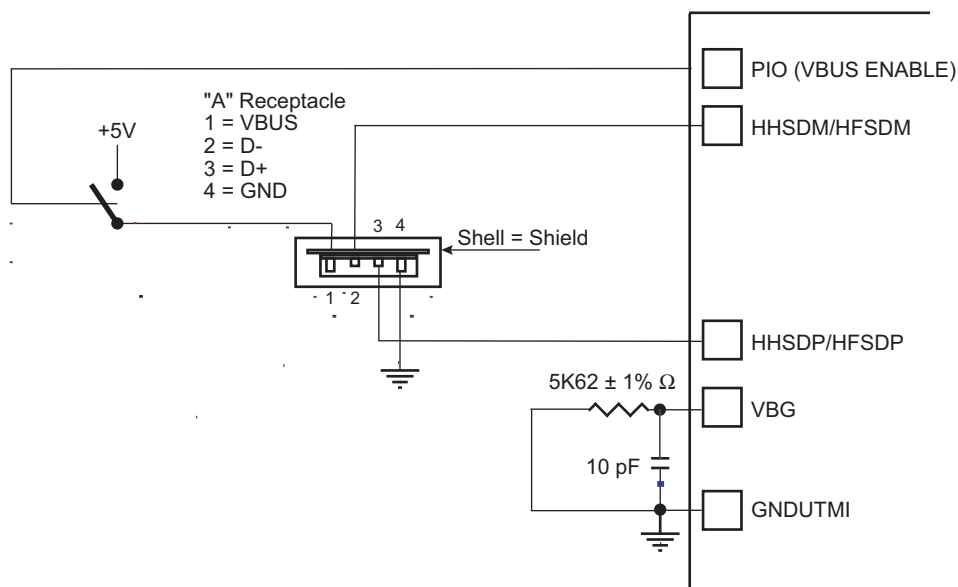 PIO (VBUS ENABLE)
"A" Receptacle
1 = VBUS
2 = D-
3 = D+
4 = GND
+5V
HHSDM/HFSDM
3 4
Shell = Shield
1 2
HHSDP/HFSDP
5K62 ± 1% Ω
VBG
10 pF
GNDUTMI